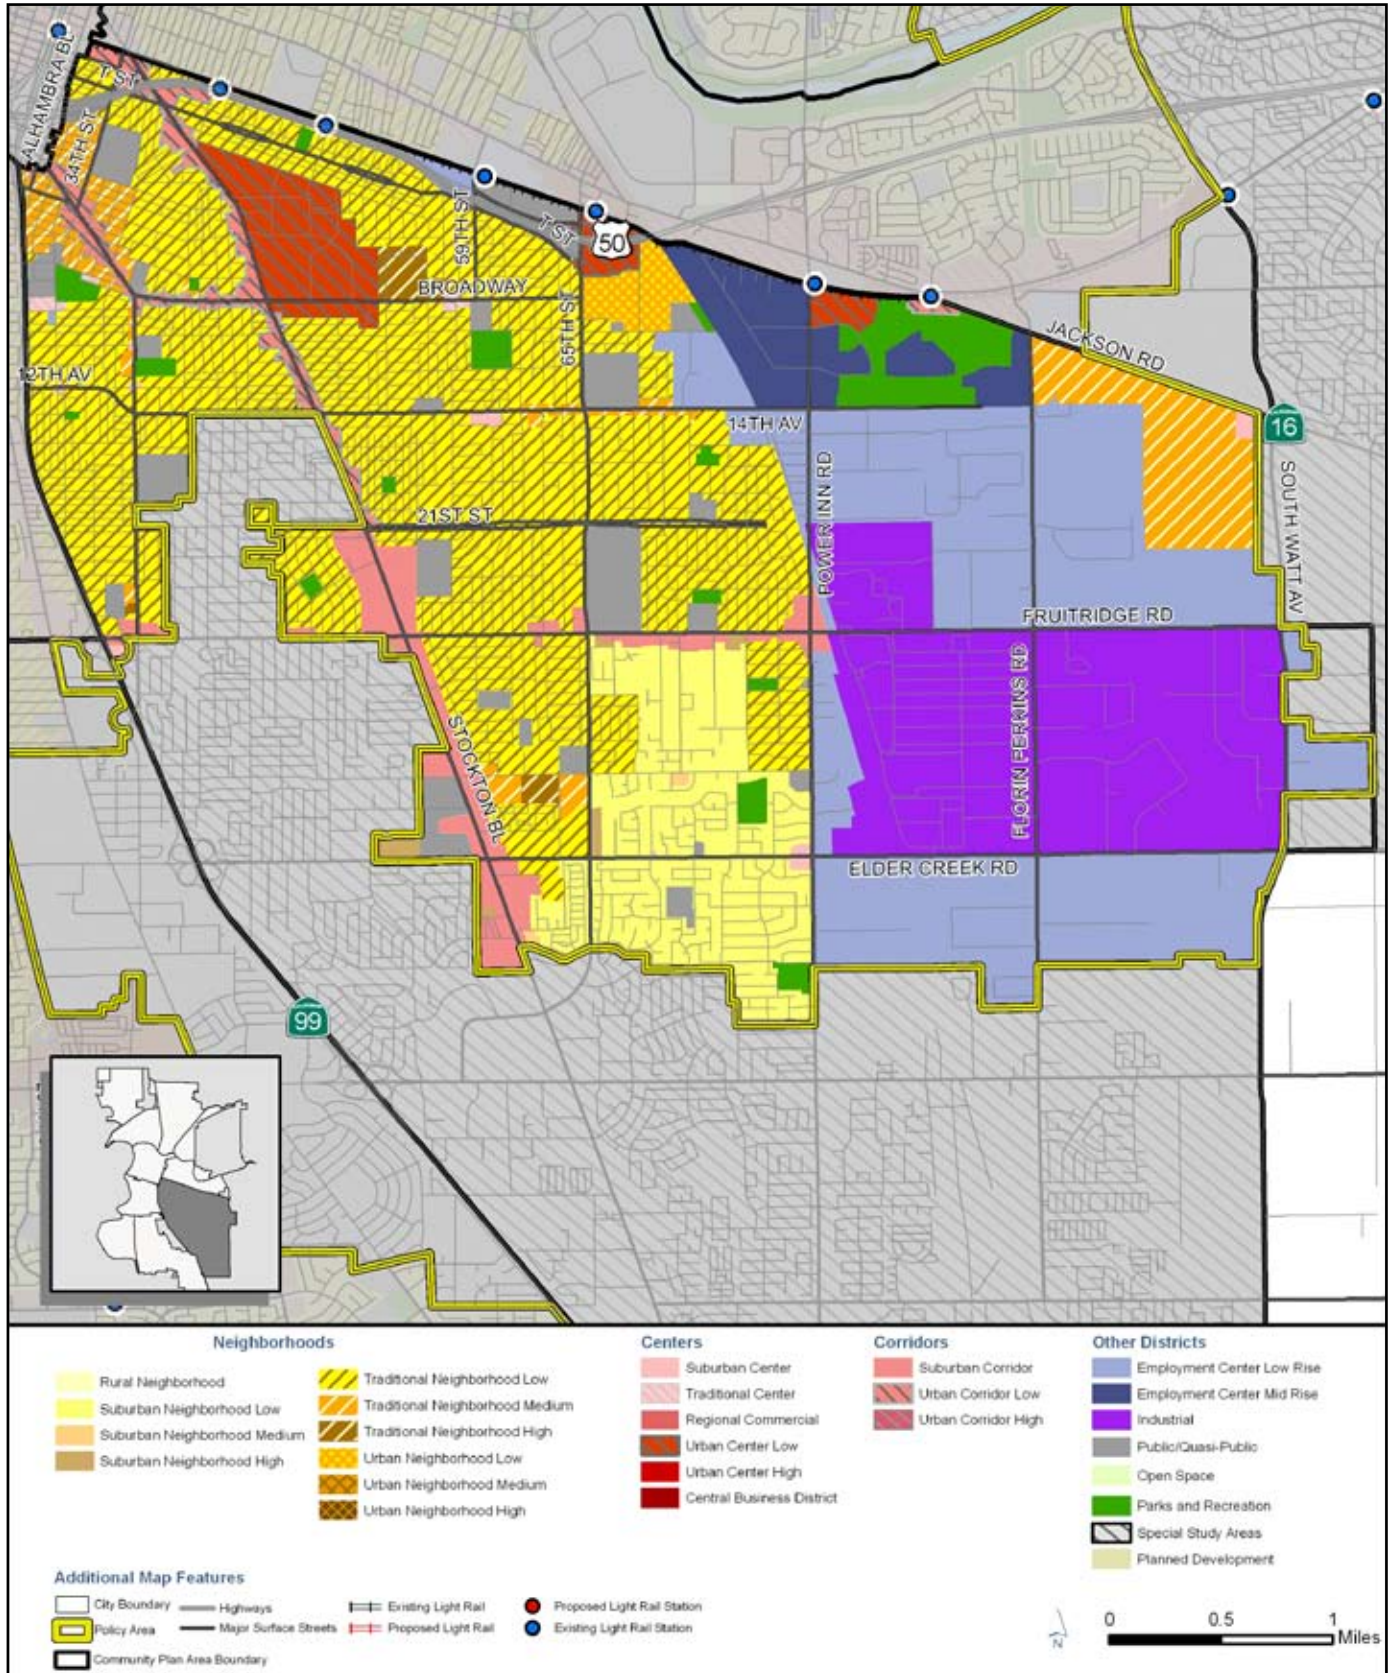 ALHAMBRA BL
T ST
34TH ST
59TH ST
T ST
50
BROADWAY
65TH ST
JACKSON RD
12TH AV
14TH AV
16
POWER INN RD
SOUTH WATT AV
21ST ST
FRUITRIDGE RD
FLORIN PERKINS RD
STOCKTON BL
ELDER CREEK RD
99
Neighborhoods
Rural Neighborhood
Suburban Neighborhood Low
Suburban Neighborhood Medium
Suburban Neighborhood High
Traditional Neighborhood Low
Traditional Neighborhood Medium
Traditional Neighborhood High
Urban Neighborhood Low
Urban Neighborhood Medium
Urban Neighborhood High
Centers
Suburban Center
Traditional Center
Regional Commercial
Urban Center Low
Urban Center High
Central Business District
Corridors
Suburban Corridor
Urban Corridor Low
Urban Corridor High
Other Districts
Employment Center Low Rise
Employment Center Mid Rise
Industrial
Public/Quasi-Public
Open Space
Parks and Recreation
Special Study Areas
Planned Development
Additional Map Features
City Boundary
Policy Area
Community Plan Area Boundary
Highways
Major Surface Streets
Existing Light Rail
Proposed Light Rail
Proposed Light Rail Station
Existing Light Rail Station
0 0.5 1
Miles